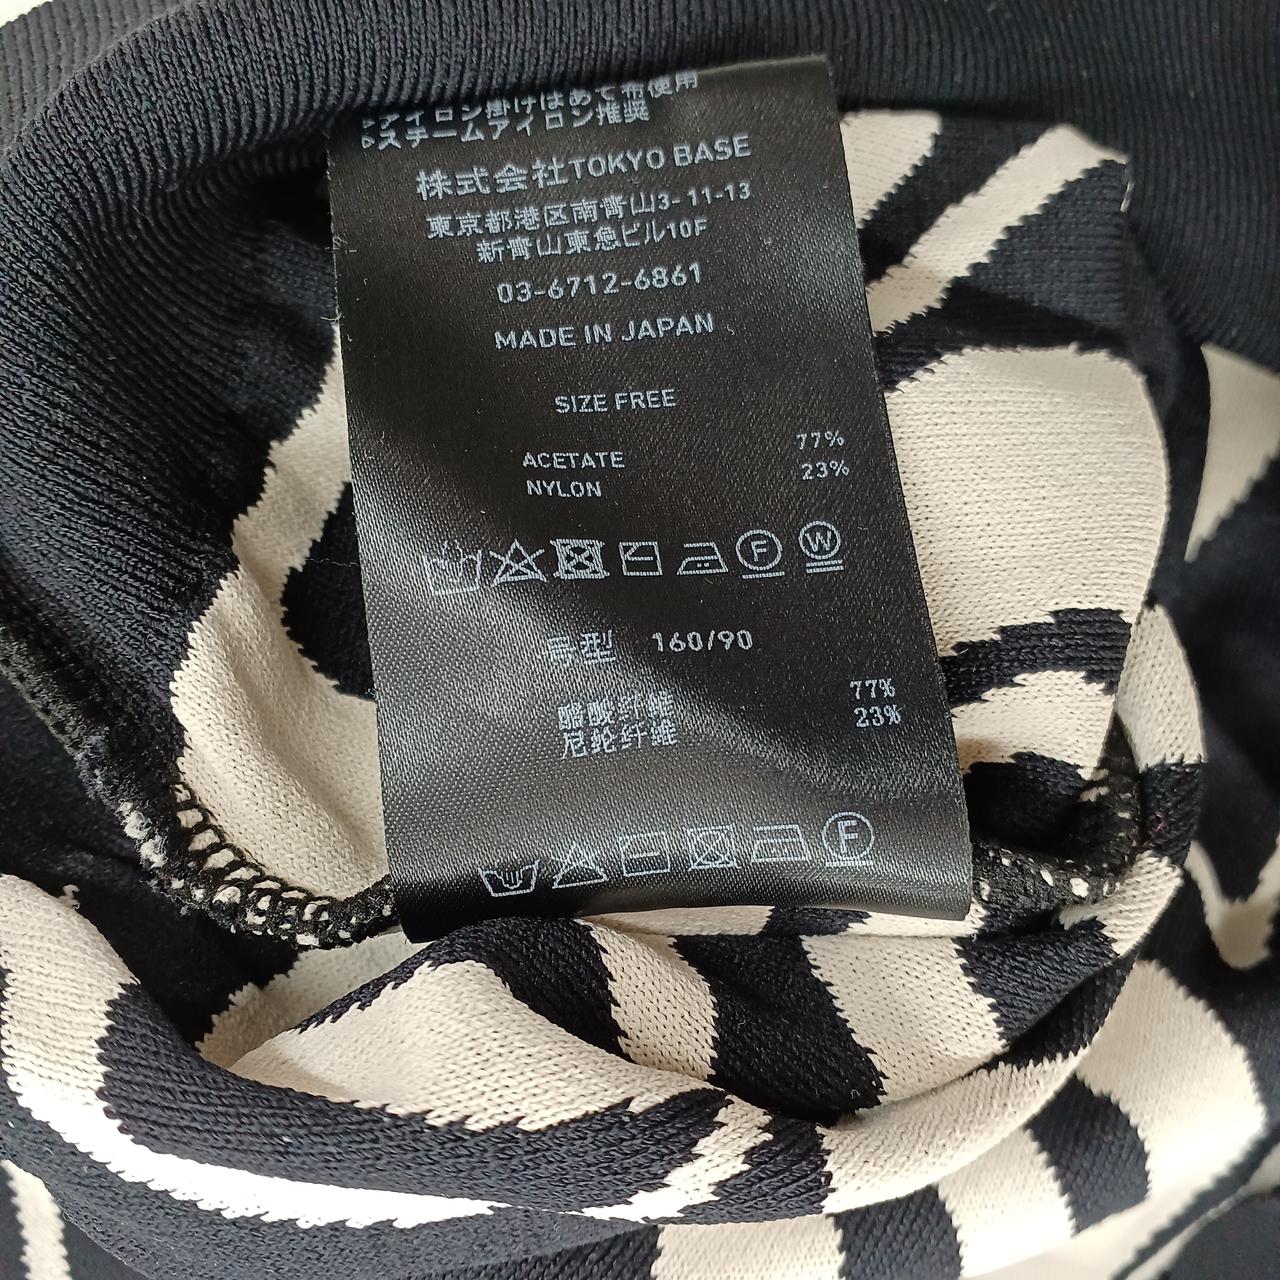 ▷アイロン掛けはあて布使用
▷スチームアイロン推奨
株式会社TOKYO BASE
東京都港区南青山3-11-13
新青山東急ビル10F
03-6712-6861
MADE IN JAPAN
SIZE FREE
ACETATE 77%
NYLON 23%
F W
号型 160/90
醋酸纤维 77%
尼纶纤维 23%
F